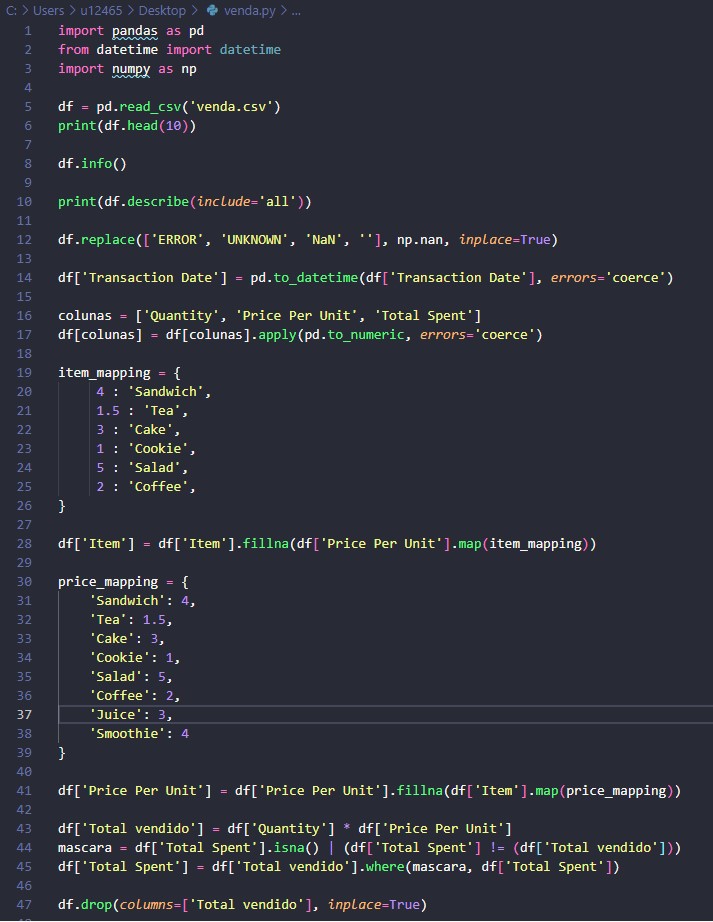 C: > Users > u12465 > Desktop > venda.py > ...
1 import pandas as pd
2 from datetime import datetime
3 import numpy as np
4
5 df = pd.read_csv('venda.csv')
6 print(df.head(10))
7
8 df.info()
9
10 print(df.describe(include='all'))
11
12 df.replace(['ERROR', 'UNKNOWN', 'NaN', ''], np.nan, inplace=True)
13
14 df['Transaction Date'] = pd.to_datetime(df['Transaction Date'], errors='coerce')
15
16 colunas = ['Quantity', 'Price Per Unit', 'Total Spent']
17 df[colunas] = df[colunas].apply(pd.to_numeric, errors='coerce')
18
19 item_mapping = {
20     4 : 'Sandwich',
21     1.5 : 'Tea',
22     3 : 'Cake',
23     1 : 'Cookie',
24     5 : 'Salad',
25     2 : 'Coffee',
26 }
27
28 df['Item'] = df['Item'].fillna(df['Price Per Unit'].map(item_mapping))
29
30 price_mapping = {
31     'Sandwich': 4,
32     'Tea': 1.5,
33     'Cake': 3,
34     'Cookie': 1,
35     'Salad': 5,
36     'Coffee': 2,
37     'Juice': 3,
38     'Smoothie': 4
39 }
40
41 df['Price Per Unit'] = df['Price Per Unit'].fillna(df['Item'].map(price_mapping))
42
43 df['Total vendido'] = df['Quantity'] * df['Price Per Unit']
44 mascara = df['Total Spent'].isna() | (df['Total Spent'] != (df['Total vendido']))
45 df['Total Spent'] = df['Total vendido'].where(mascara, df['Total Spent'])
46
47 df.drop(columns=['Total vendido'], inplace=True)